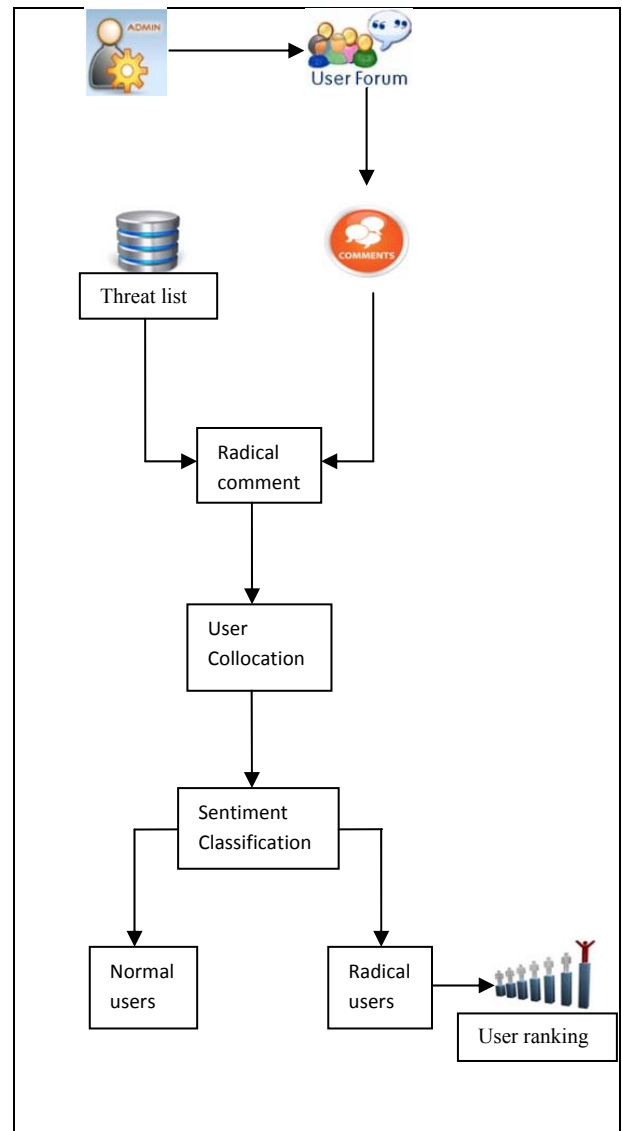 ADMIN
User Forum
COMMENTS
Threat list
Radical
comment
User
Collocation
Sentiment
Classification
Normal
users
Radical
users
User ranking